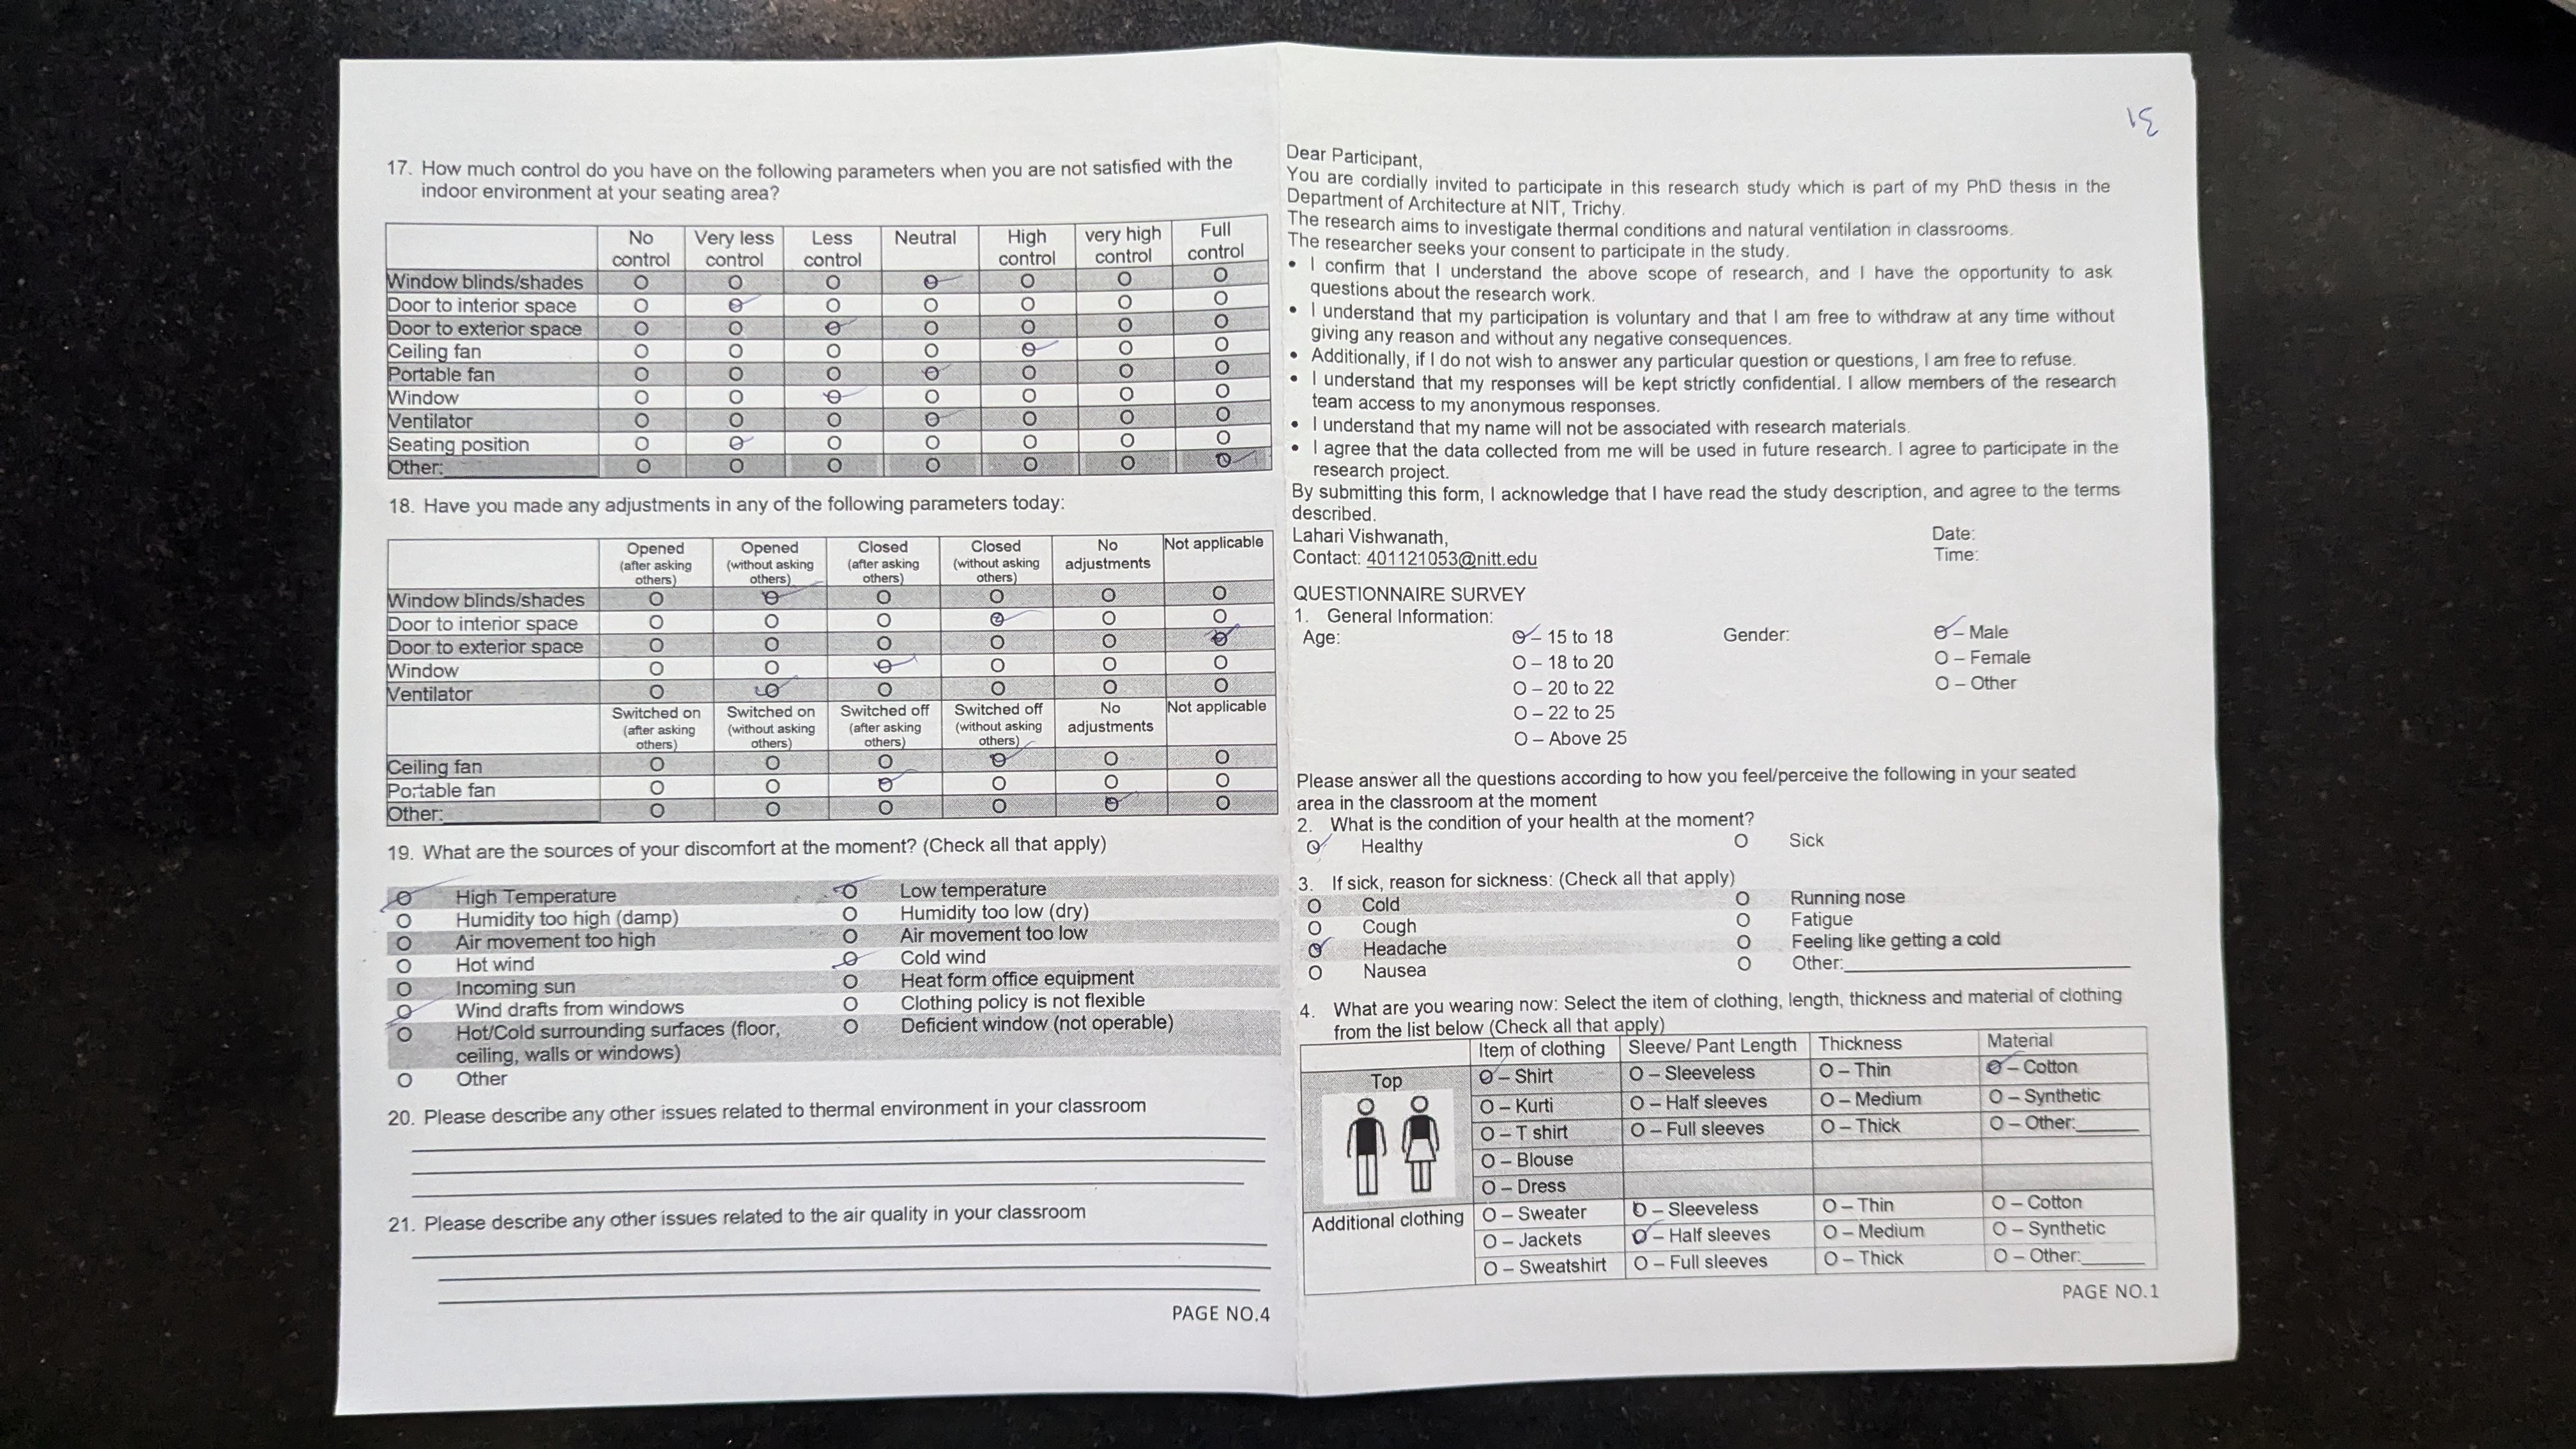 17. How much control do you have on the following parameters when you are not satisfied with the
indoor environment at your seating area?
No control Very less control Less control Neutral High control very high control Full control
Window blinds/shades O O O O O O O
Door to interior space O O O O O O O
Door to exterior space O O O O O O O
Ceiling fan O O O O O O O
Portable fan O O O O O O O
Window O O O O O O O
Ventilator O O O O O O O
Seating position O O O O O O O
Other: O O O O O O O
18. Have you made any adjustments in any of the following parameters today:
Opened (after asking others) Opened (without asking others) Closed (after asking others) Closed (without asking others) No adjustments Not applicable
Window blinds/shades O O O O O O
Door to interior space O O O O O O
Door to exterior space O O O O O O
Window O O O O O O
Ventilator O O O O O O
Switched on (after asking others) Switched on (without asking others) Switched off (after asking others) Switched off (without asking others) No adjustments Not applicable
Ceiling fan O O O O O O
Portable fan O O O O O O
Other: O O O O O O
19. What are the sources of your discomfort at the moment? (Check all that apply)
O High Temperature O Low temperature
O Humidity too high (damp) O Humidity too low (dry)
O Air movement too high O Air movement too low
O Hot wind O Cold wind
O Incoming sun O Heat form office equipment
O Wind drafts from windows O Clothing policy is not flexible
O Hot/Cold surrounding surfaces (floor, O Deficient window (not operable)
ceiling, walls or windows)
O Other
20. Please describe any other issues related to thermal environment in your classroom
21. Please describe any other issues related to the air quality in your classroom
PAGE NO.4
Dear Participant,
You are cordially invited to participate in this research study which is part of my PhD thesis in the
Department of Architecture at NIT, Trichy.
The research aims to investigate thermal conditions and natural ventilation in classrooms.
The researcher seeks your consent to participate in the study.
• I confirm that I understand the above scope of research, and I have the opportunity to ask
questions about the research work.
• I understand that my participation is voluntary and that I am free to withdraw at any time without
giving any reason and without any negative consequences.
• Additionally, if I do not wish to answer any particular question or questions, I am free to refuse.
• I understand that my responses will be kept strictly confidential. I allow members of the research
team access to my anonymous responses.
• I understand that my name will not be associated with research materials.
• I agree that the data collected from me will be used in future research. I agree to participate in the
research project.
By submitting this form, I acknowledge that I have read the study description, and agree to the terms
described.
Lahari Vishwanath, Date:
Contact: 401121053@nitt.edu Time:
QUESTIONNAIRE SURVEY
1. General Information:
Age: O – 15 to 18 Gender: O – Male
O – 18 to 20 O – Female
O – 20 to 22 O – Other
O – 22 to 25
O – Above 25
Please answer all the questions according to how you feel/perceive the following in your seated
area in the classroom at the moment
2. What is the condition of your health at the moment?
O Healthy O Sick
3. If sick, reason for sickness: (Check all that apply)
O Cold O Running nose
O Cough O Fatigue
O Headache O Feeling like getting a cold
O Nausea O Other:
4. What are you wearing now: Select the item of clothing, length, thickness and material of clothing
from the list below (Check all that apply)
Item of clothing Sleeve/ Pant Length Thickness Material
Top O – Shirt O – Sleeveless O – Thin O – Cotton
O – Kurti O – Half sleeves O – Medium O – Synthetic
O – T shirt O – Full sleeves O – Thick O – Other:
O – Blouse
O – Dress
Additional clothing O – Sweater O – Sleeveless O – Thin O – Cotton
O – Jackets O – Half sleeves O – Medium O – Synthetic
O – Sweatshirt O – Full sleeves O – Thick O – Other:
PAGE NO.1